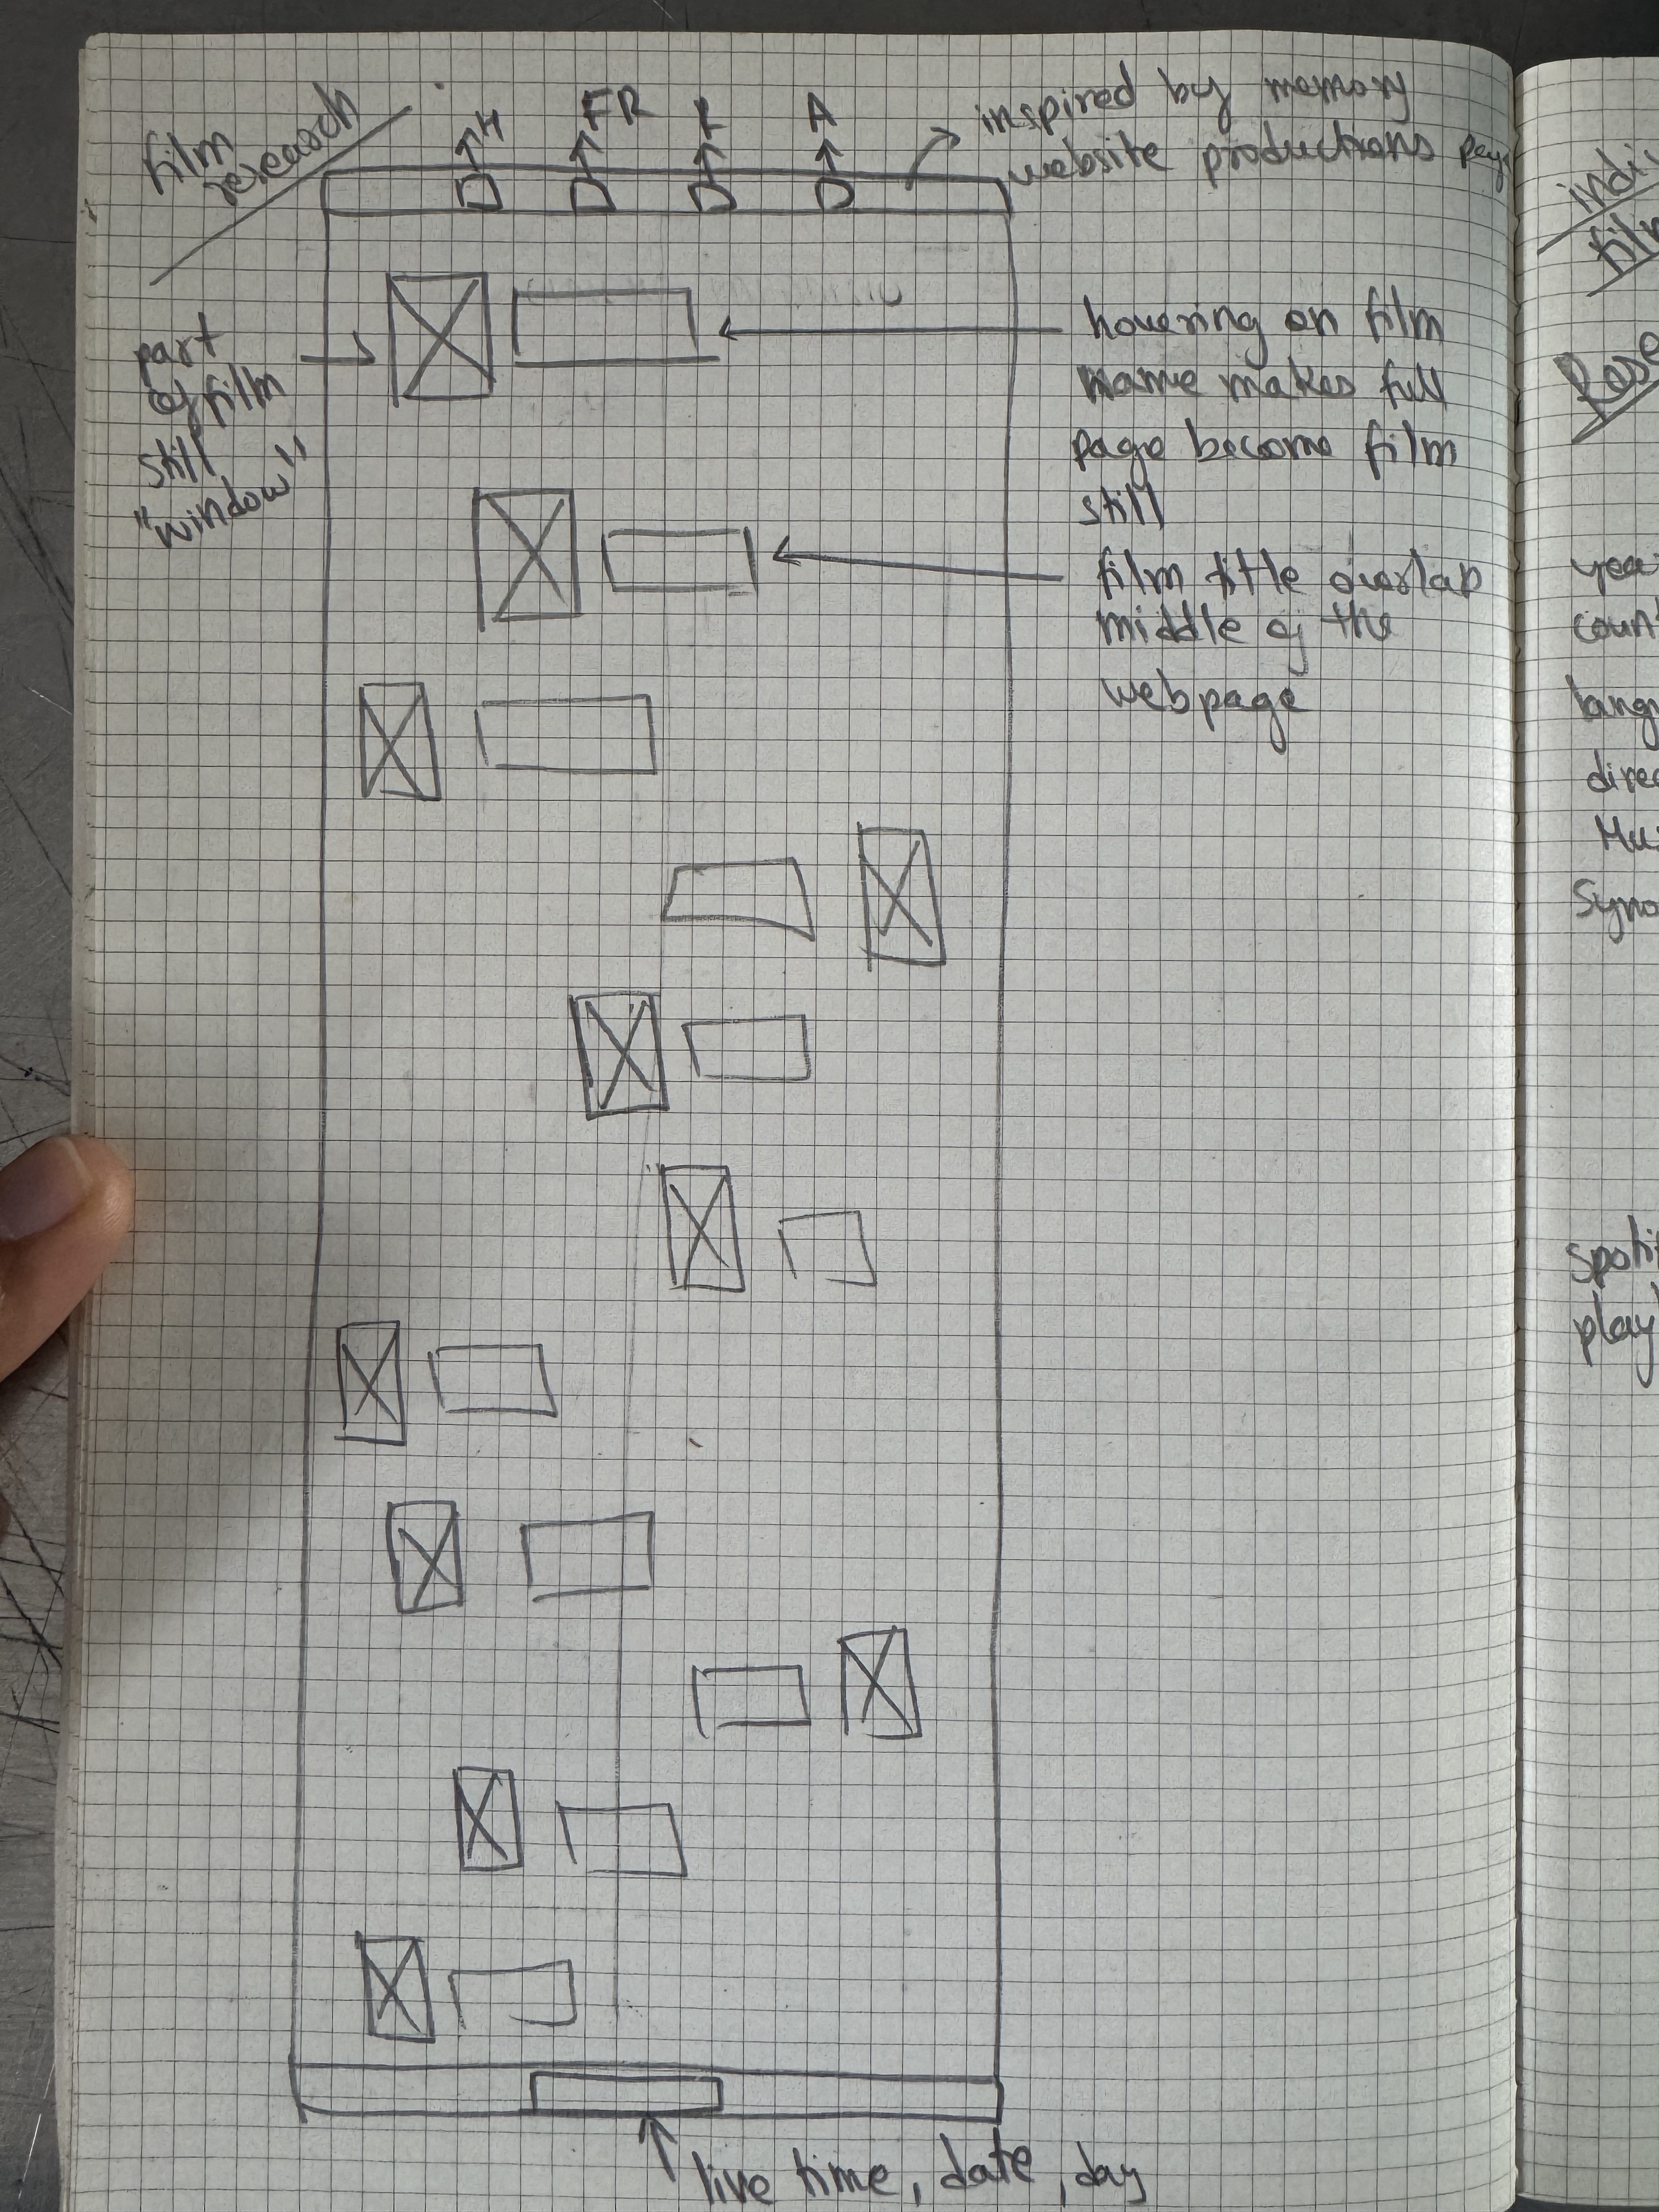 film
research
H
FR
A
inspired by memory
website productions page
part
of film
still
"window"
hovering on film
name makes full
page become film
still
film title overlap
middle of the
webpage
live time, date, day
indi
film
Rese
year
count
lang
direc
Mus
Syno
spotif
play